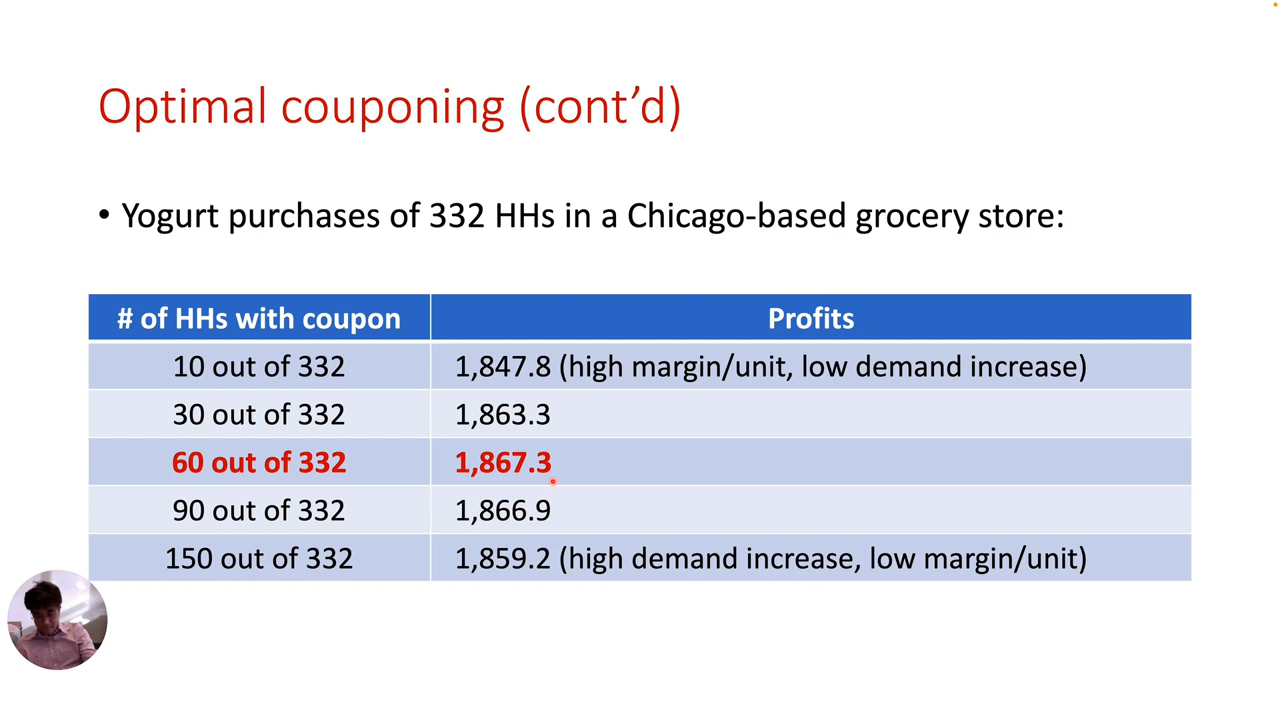 Optimal couponing (cont’d)
• Yogurt purchases of 332 HHs in a Chicago-based grocery store:
# of HHs with coupon Profits
10 out of 332 1,847.8 (high margin/unit, low demand increase)
30 out of 332 1,863.3
60 out of 332 1,867.3
90 out of 332 1,866.9
150 out of 332 1,859.2 (high demand increase, low margin/unit)